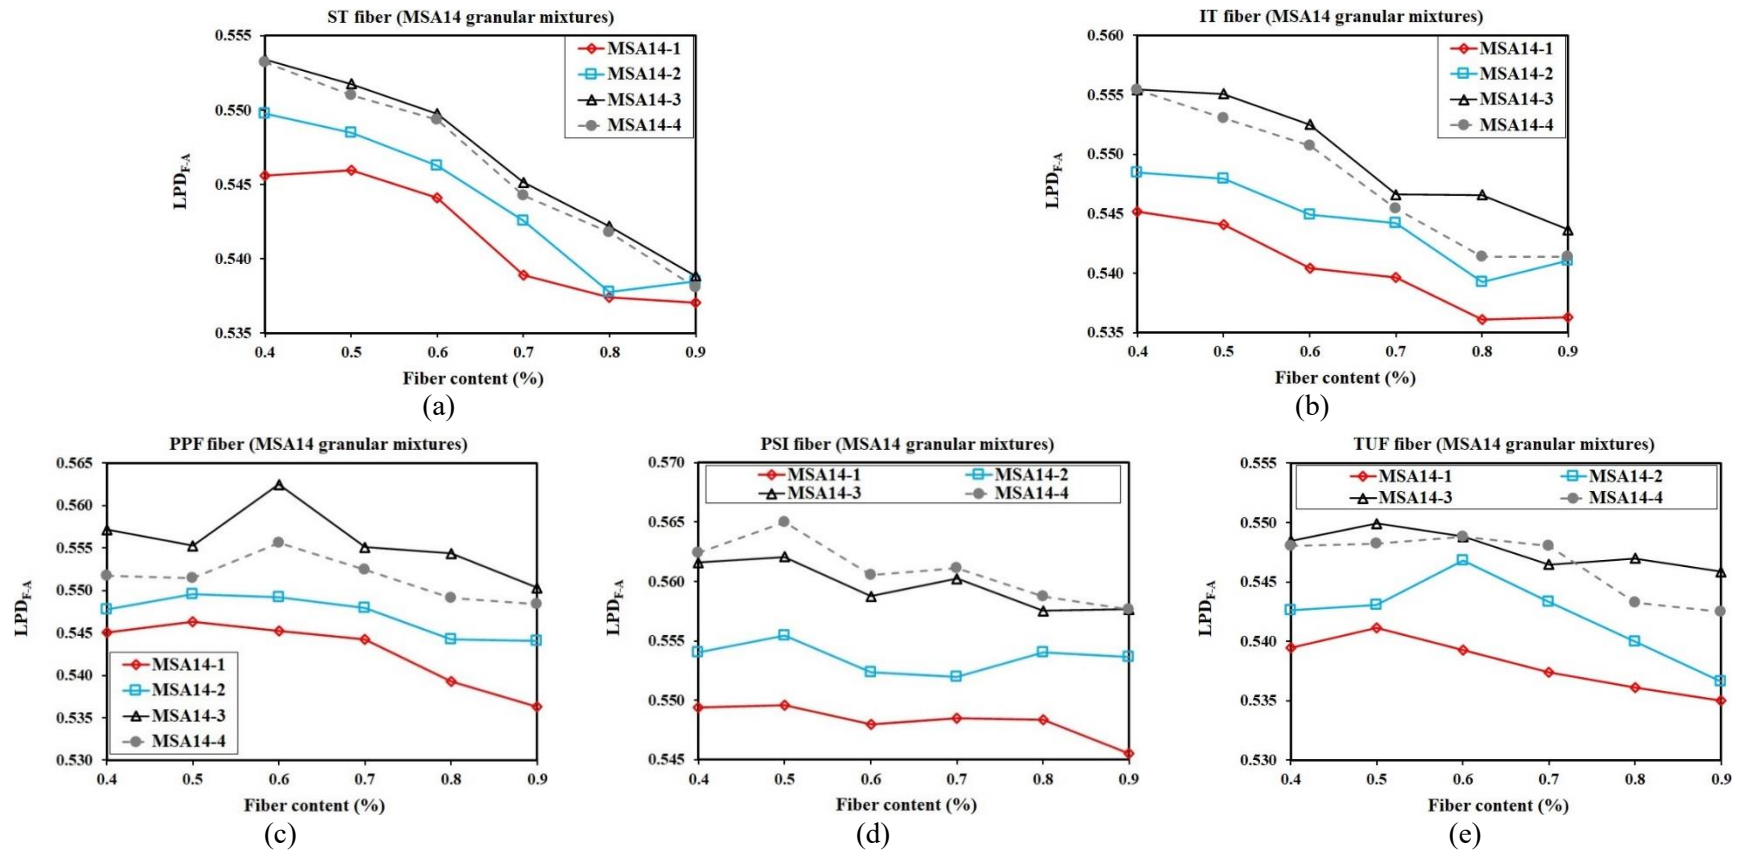 ST fiber (MSA14 granular mixtures)
0.555
0.550
0.545
0.540
0.535
LPDF-A
MSA14-1
MSA14-2
MSA14-3
MSA14-4
0.4 0.5 0.6 0.7 0.8 0.9
Fiber content (%)
(a)
IT fiber (MSA14 granular mixtures)
0.560
0.555
0.550
0.545
0.540
0.535
LPDF-A
MSA14-1
MSA14-2
MSA14-3
MSA14-4
0.4 0.5 0.6 0.7 0.8 0.9
Fiber content (%)
(b)
PPF fiber (MSA14 granular mixtures)
0.565
0.560
0.555
0.550
0.545
0.540
0.535
0.530
LPDF-A
MSA14-1
MSA14-2
MSA14-3
MSA14-4
0.4 0.5 0.6 0.7 0.8 0.9
Fiber content (%)
(c)
PSI fiber (MSA14 granular mixtures)
0.570
0.565
0.560
0.555
0.550
0.545
LPDF-A
MSA14-1 MSA14-2
MSA14-3 MSA14-4
0.4 0.5 0.6 0.7 0.8 0.9
Fiber content (%)
(d)
TUF fiber (MSA14 granular mixtures)
0.555
0.550
0.545
0.540
0.535
0.530
LPDF-A
MSA14-1 MSA14-2
MSA14-3 MSA14-4
0.4 0.5 0.6 0.7 0.8 0.9
Fiber content (%)
(e)